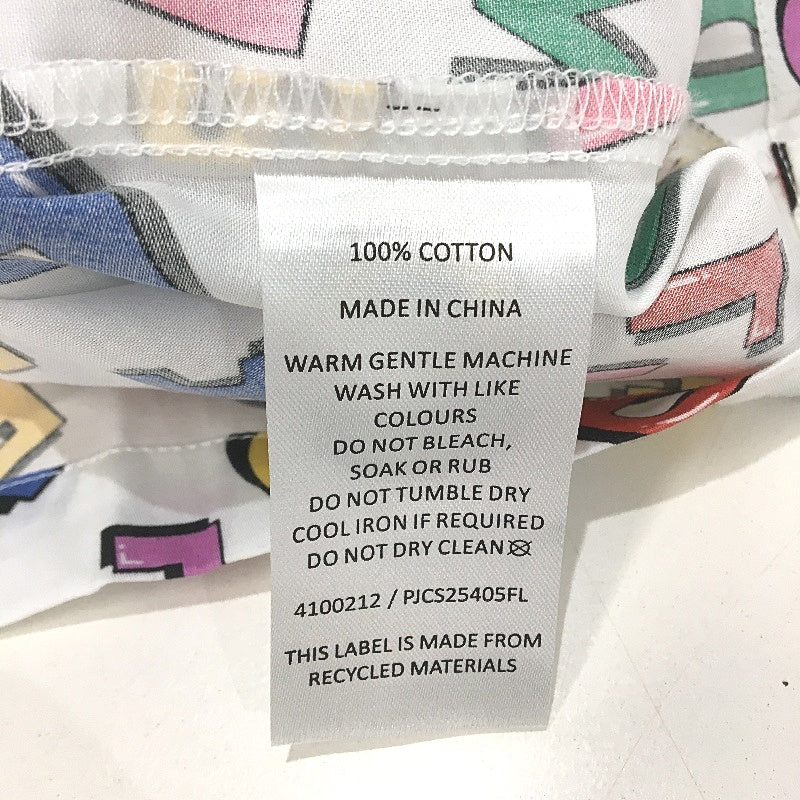 100% COTTON
MADE IN CHINA
WARM GENTLE MACHINE
WASH WITH LIKE
COLOURS
DO NOT BLEACH,
SOAK OR RUB
DO NOT TUMBLE DRY
COOL IRON IF REQUIRED
DO NOT DRY CLEAN
4100212 / PJCS25405FL
THIS LABEL IS MADE FROM
RECYCLED MATERIALS